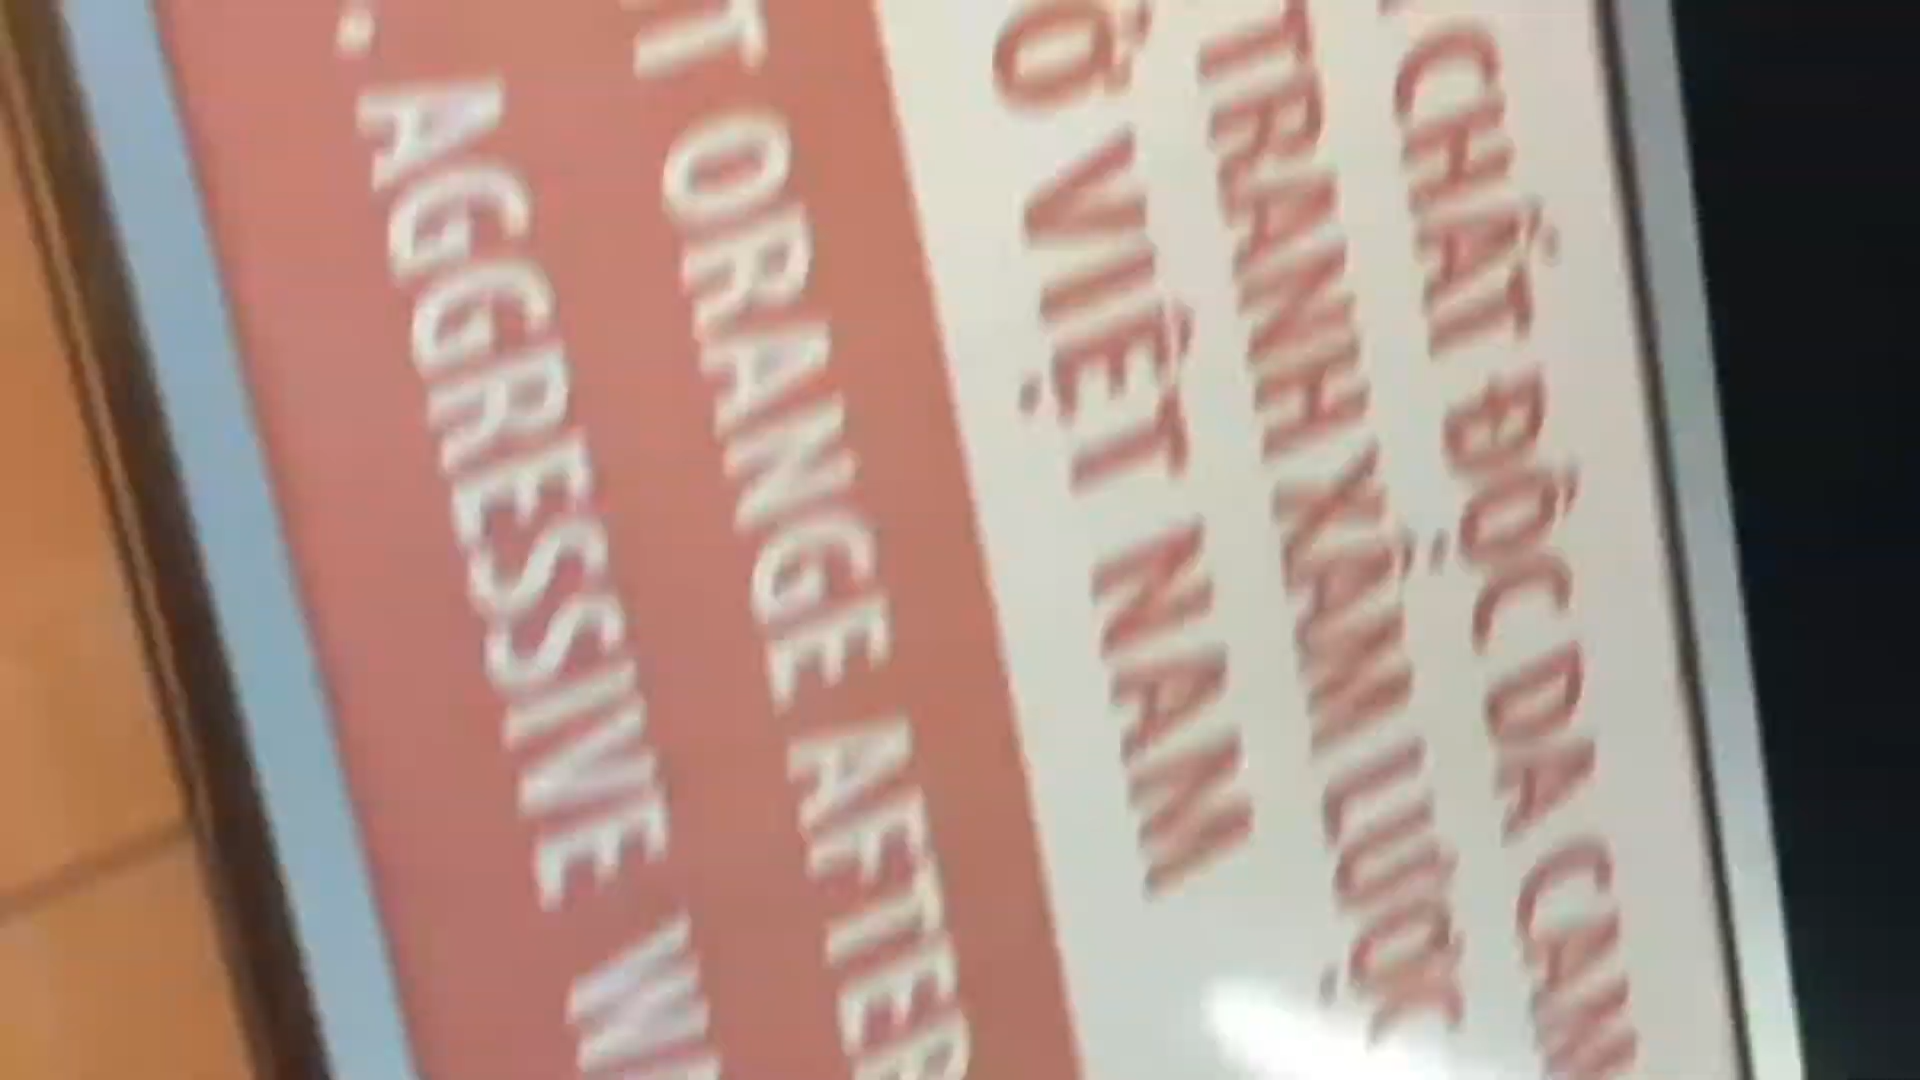 CHẤT ĐỘC DA CAM
TRANH XÂM LƯỢC
Ở VIỆT NAM
T ORANGE AFTER
. AGGRESSIVE W